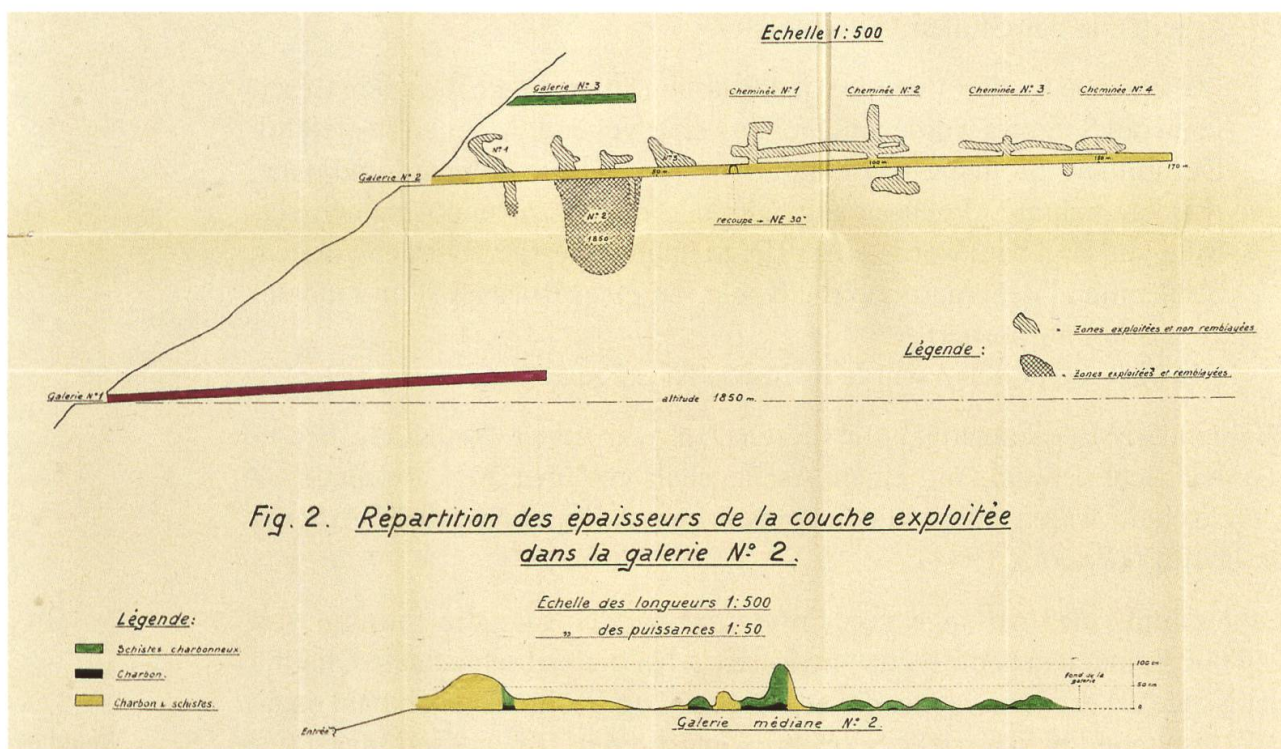 Echelle 1:500
Galerie N° 3
Cheminée N° 1
Cheminée N° 2
Cheminée N° 3
Cheminée N° 4
N° 1
N° 3
Galerie N° 2
50 m.
100 m.
150 m.
170 m.
N° 2
1850
recoupe → NE 30°
Légende :
Zones exploitées et non remblayées
Zones exploitées et remblayées.
Galerie N° 1
altitude 1850 m.
Fig. 2. Répartition des épaisseurs de la couche exploitée
dans la galerie N° 2.
Echelle des longueurs 1:500
„ des puissances 1:50
Légende:
Schistes charbonneux.
Charbon.
Charbon & schistes.
100 cm.
fond de la
galerie
50 cm.
0
Entrée
Galerie médiane N° 2.